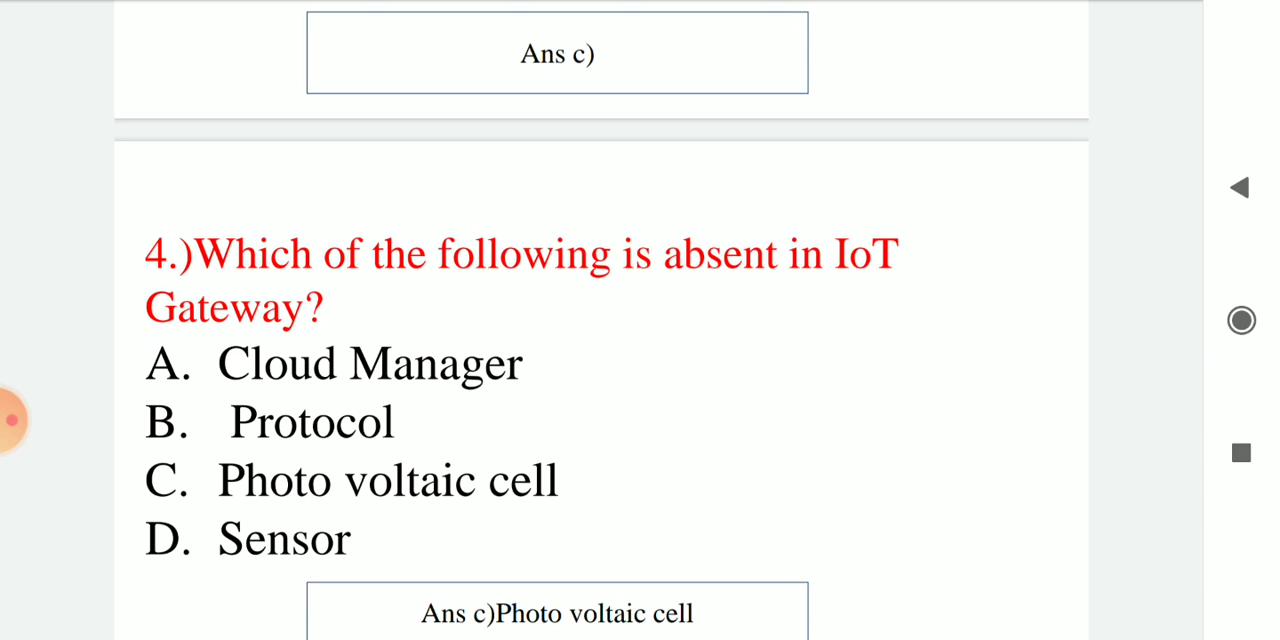 Ans c)
4.)Which of the following is absent in IoT
Gateway?
A. Cloud Manager
B. Protocol
C. Photo voltaic cell
D. Sensor
Ans c)Photo voltaic cell